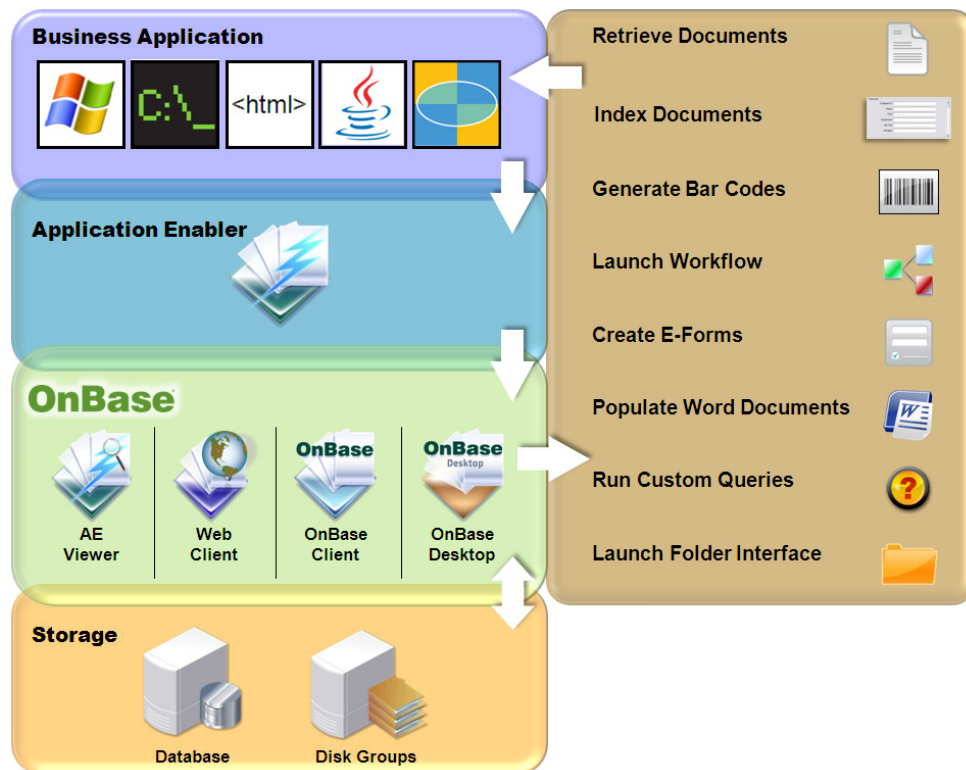 Business Application
C:\_
<html>
Application Enabler
OnBase
OnBase
OnBase
Desktop
AE
Viewer
Web
Client
OnBase
Client
OnBase
Desktop
Storage
Database
Disk Groups
Retrieve Documents
Index Documents
Generate Bar Codes
Launch Workflow
Create E-Forms
Populate Word Documents
W
Run Custom Queries
?
Launch Folder Interface